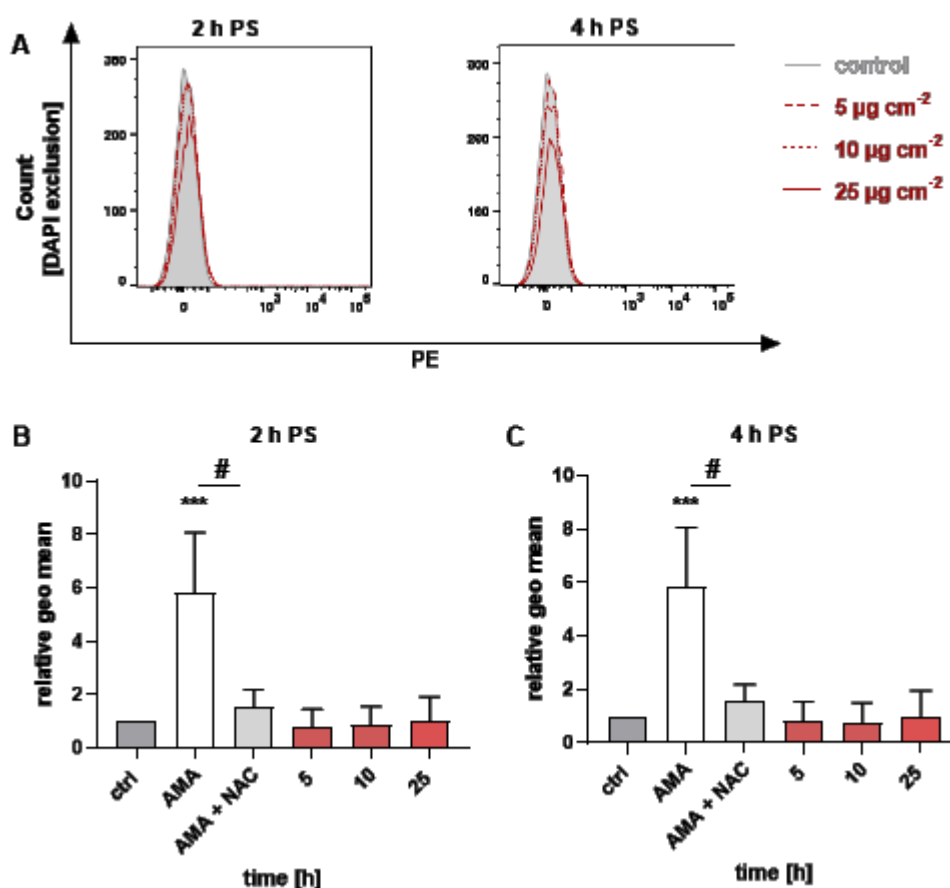 A
2 h PS
4 h PS
control
5 µg cm-2
10 µg cm-2
25 µg cm-2
Count
[DAPI exclusion]
300
200
100
0
0 10³ 10⁴ 10⁵
300
200
100
0
0 10³ 10⁴ 10⁵
PE
B
2 h PS
#
***
relative geo mean
10
8
6
4
2
0
ctrl
AMA
AMA + NAC
5
10
25
time [h]
C
4 h PS
#
***
relative geo mean
10
8
6
4
2
0
ctrl
AMA
AMA + NAC
5
10
25
time [h]